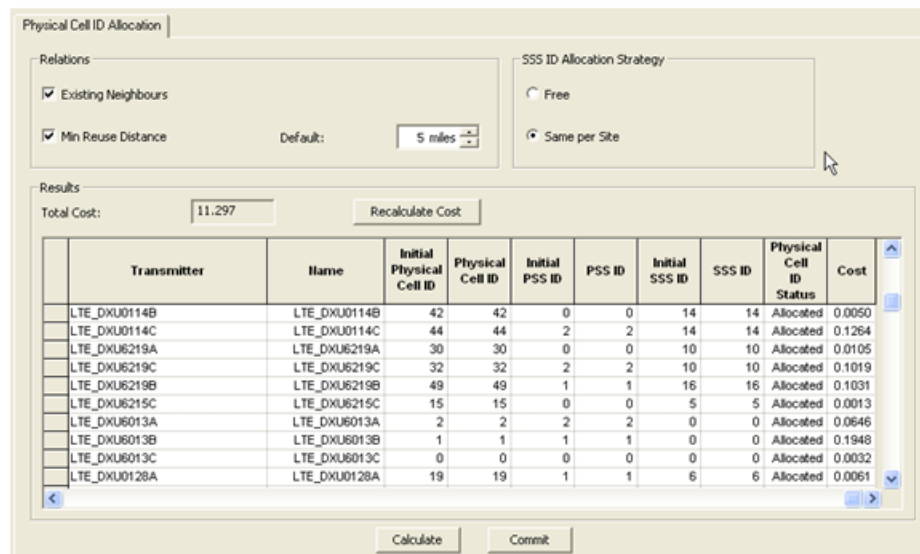 Physical Cell ID Allocation
Relations
Existing Neighbours
Min Reuse Distance Default: 5 miles
SSS ID Allocation Strategy
Free
Same per Site
Results
Total Cost: 11.297 Recalculate Cost
Transmitter Name Initial Physical Cell ID Physical Cell ID Initial PSS ID PSS ID Initial SSS ID SSS ID Physical Cell ID Status Cost
LTE_DXU0114B LTE_DXU0114B 42 42 0 0 14 14 Allocated 0.0050
LTE_DXU0114C LTE_DXU0114C 44 44 2 2 14 14 Allocated 0.1264
LTE_DXU6219A LTE_DXU6219A 30 30 0 0 10 10 Allocated 0.0105
LTE_DXU6219C LTE_DXU6219C 32 32 2 2 10 10 Allocated 0.1019
LTE_DXU6219B LTE_DXU6219B 49 49 1 1 16 16 Allocated 0.1031
LTE_DXU6215C LTE_DXU6215C 15 15 0 0 5 5 Allocated 0.0013
LTE_DXU6013A LTE_DXU6013A 2 2 2 2 0 0 Allocated 0.0646
LTE_DXU6013B LTE_DXU6013B 1 1 1 1 0 0 Allocated 0.1948
LTE_DXU6013C LTE_DXU6013C 0 0 0 0 0 0 Allocated 0.0032
LTE_DXU0128A LTE_DXU0128A 19 19 1 1 6 6 Allocated 0.0061
Calculate Commit